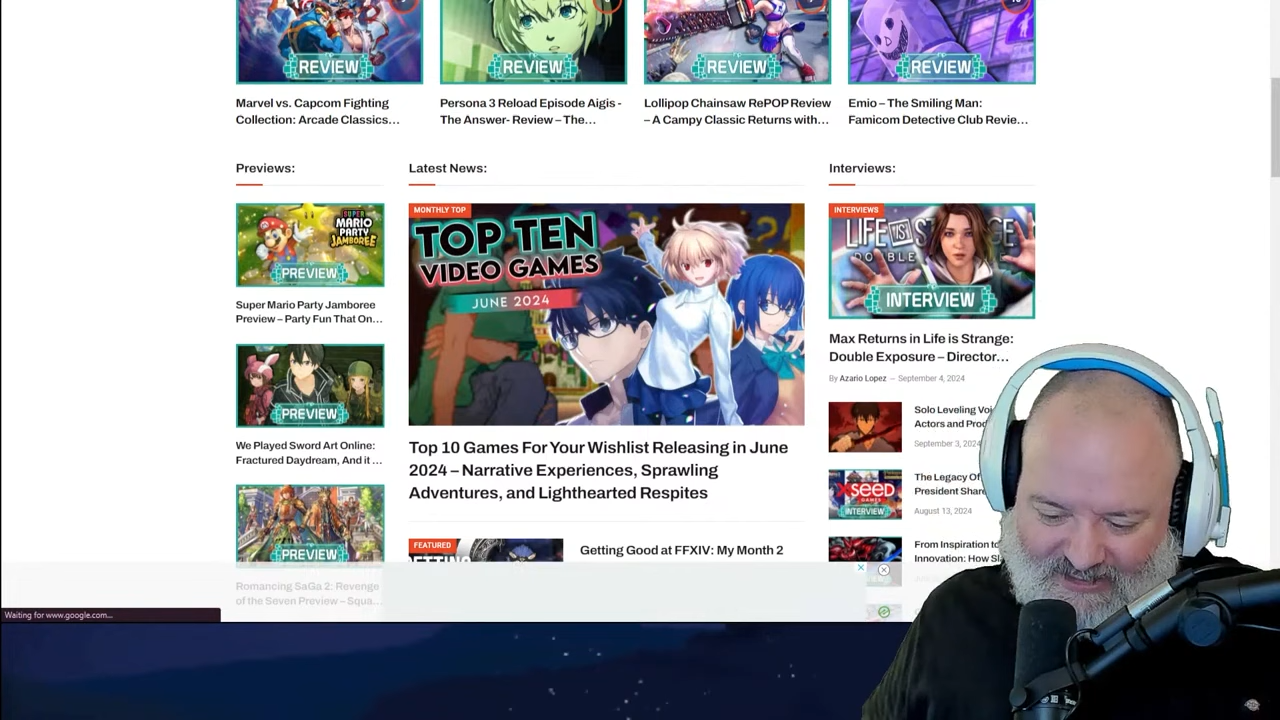 REVIEW
REVIEW
REVIEW
REVIEW
Marvel vs. Capcom Fighting
Collection: Arcade Classics...
Persona 3 Reload Episode Aigis -
The Answer- Review – The...
Lollipop Chainsaw RePOP Review
– A Campy Classic Returns with...
Emio – The Smiling Man:
Famicom Detective Club Revie...
Previews:
SUPER
MARIO
PARTY
JAMBOREE
PREVIEW
Super Mario Party Jamboree
Preview – Party Fun That On...
PREVIEW
We Played Sword Art Online:
Fractured Daydream, And it ...
PREVIEW
Romancing SaGa 2: Revenge
of the Seven Preview – Squa...
Latest News:
MONTHLY TOP
TOP TEN
VIDEO GAMES
JUNE 2024
Top 10 Games For Your Wishlist Releasing in June
2024 – Narrative Experiences, Sprawling
Adventures, and Lighthearted Respites
FEATURED
Getting Good at FFXIV: My Month 2
Interviews:
INTERVIEWS
LIFE IS
INTERVIEW
Max Returns in Life is Strange:
Double Exposure – Director...
By Azario Lopez — September 4, 2024
Solo Leveling
Actors and
September 3, 2024
XSEED
GAMES
INTERVIEW
The Legacy Of
President
August 13, 2024
From Inspiration to
Innovation: How
Waiting for www.google.com...